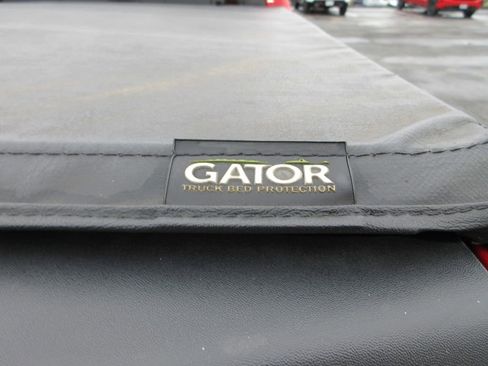 GATOR
TRUCK BED PROTECTION